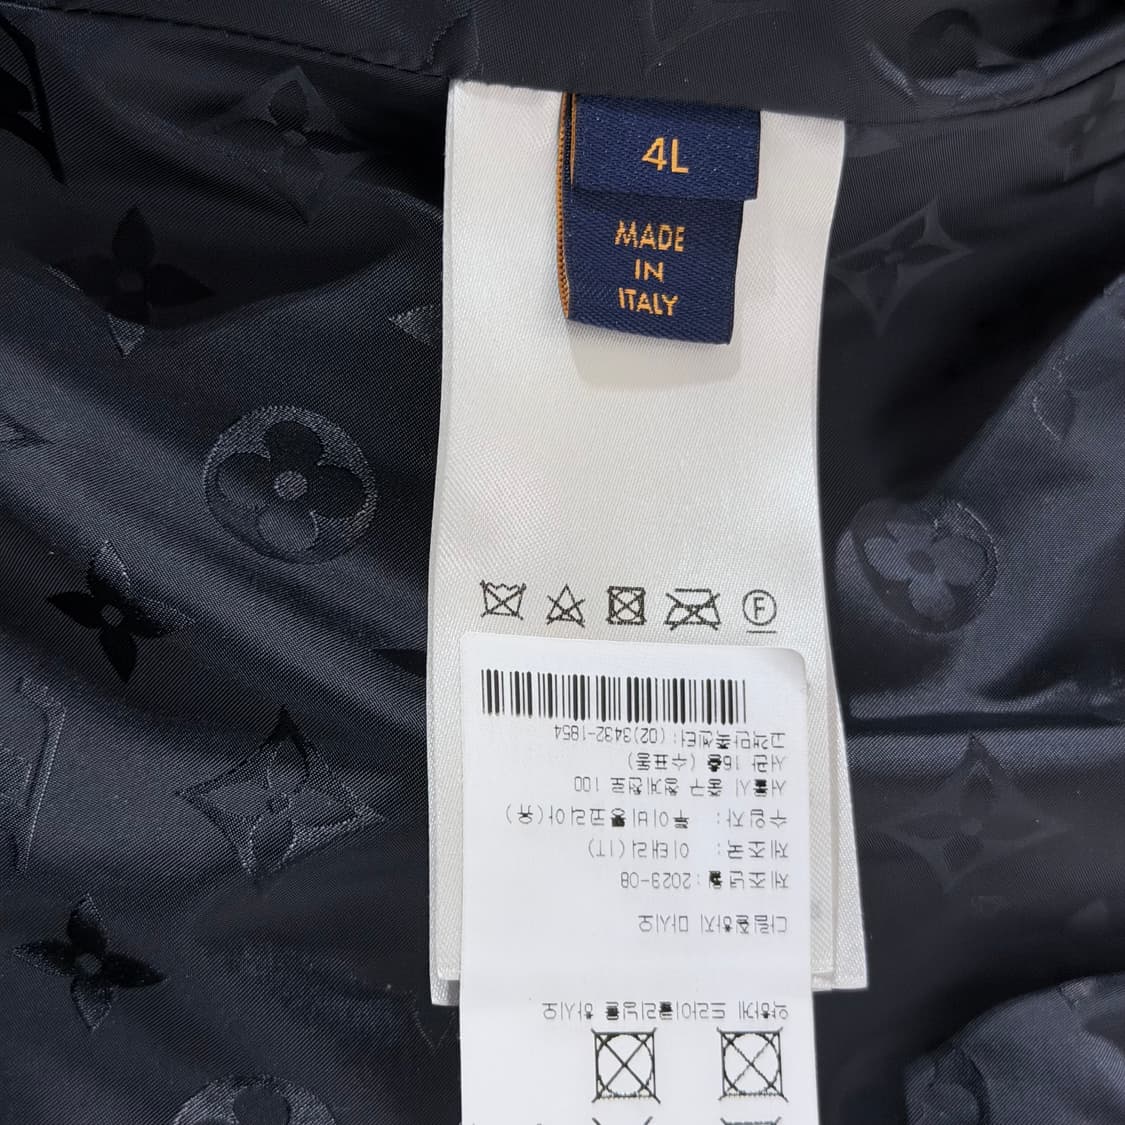 4L
MADE
IN
ITALY
F
약하게 드라이클리닝을 하시오
다림질하지 마시오
제조년월: 2023-08
제조국: 이태리(IT)
수입자: 루이비통코리아(유)
서울시 중구 청계천로 100
서관 16층 (수표동)
고객만족센터: (02)3432-1854